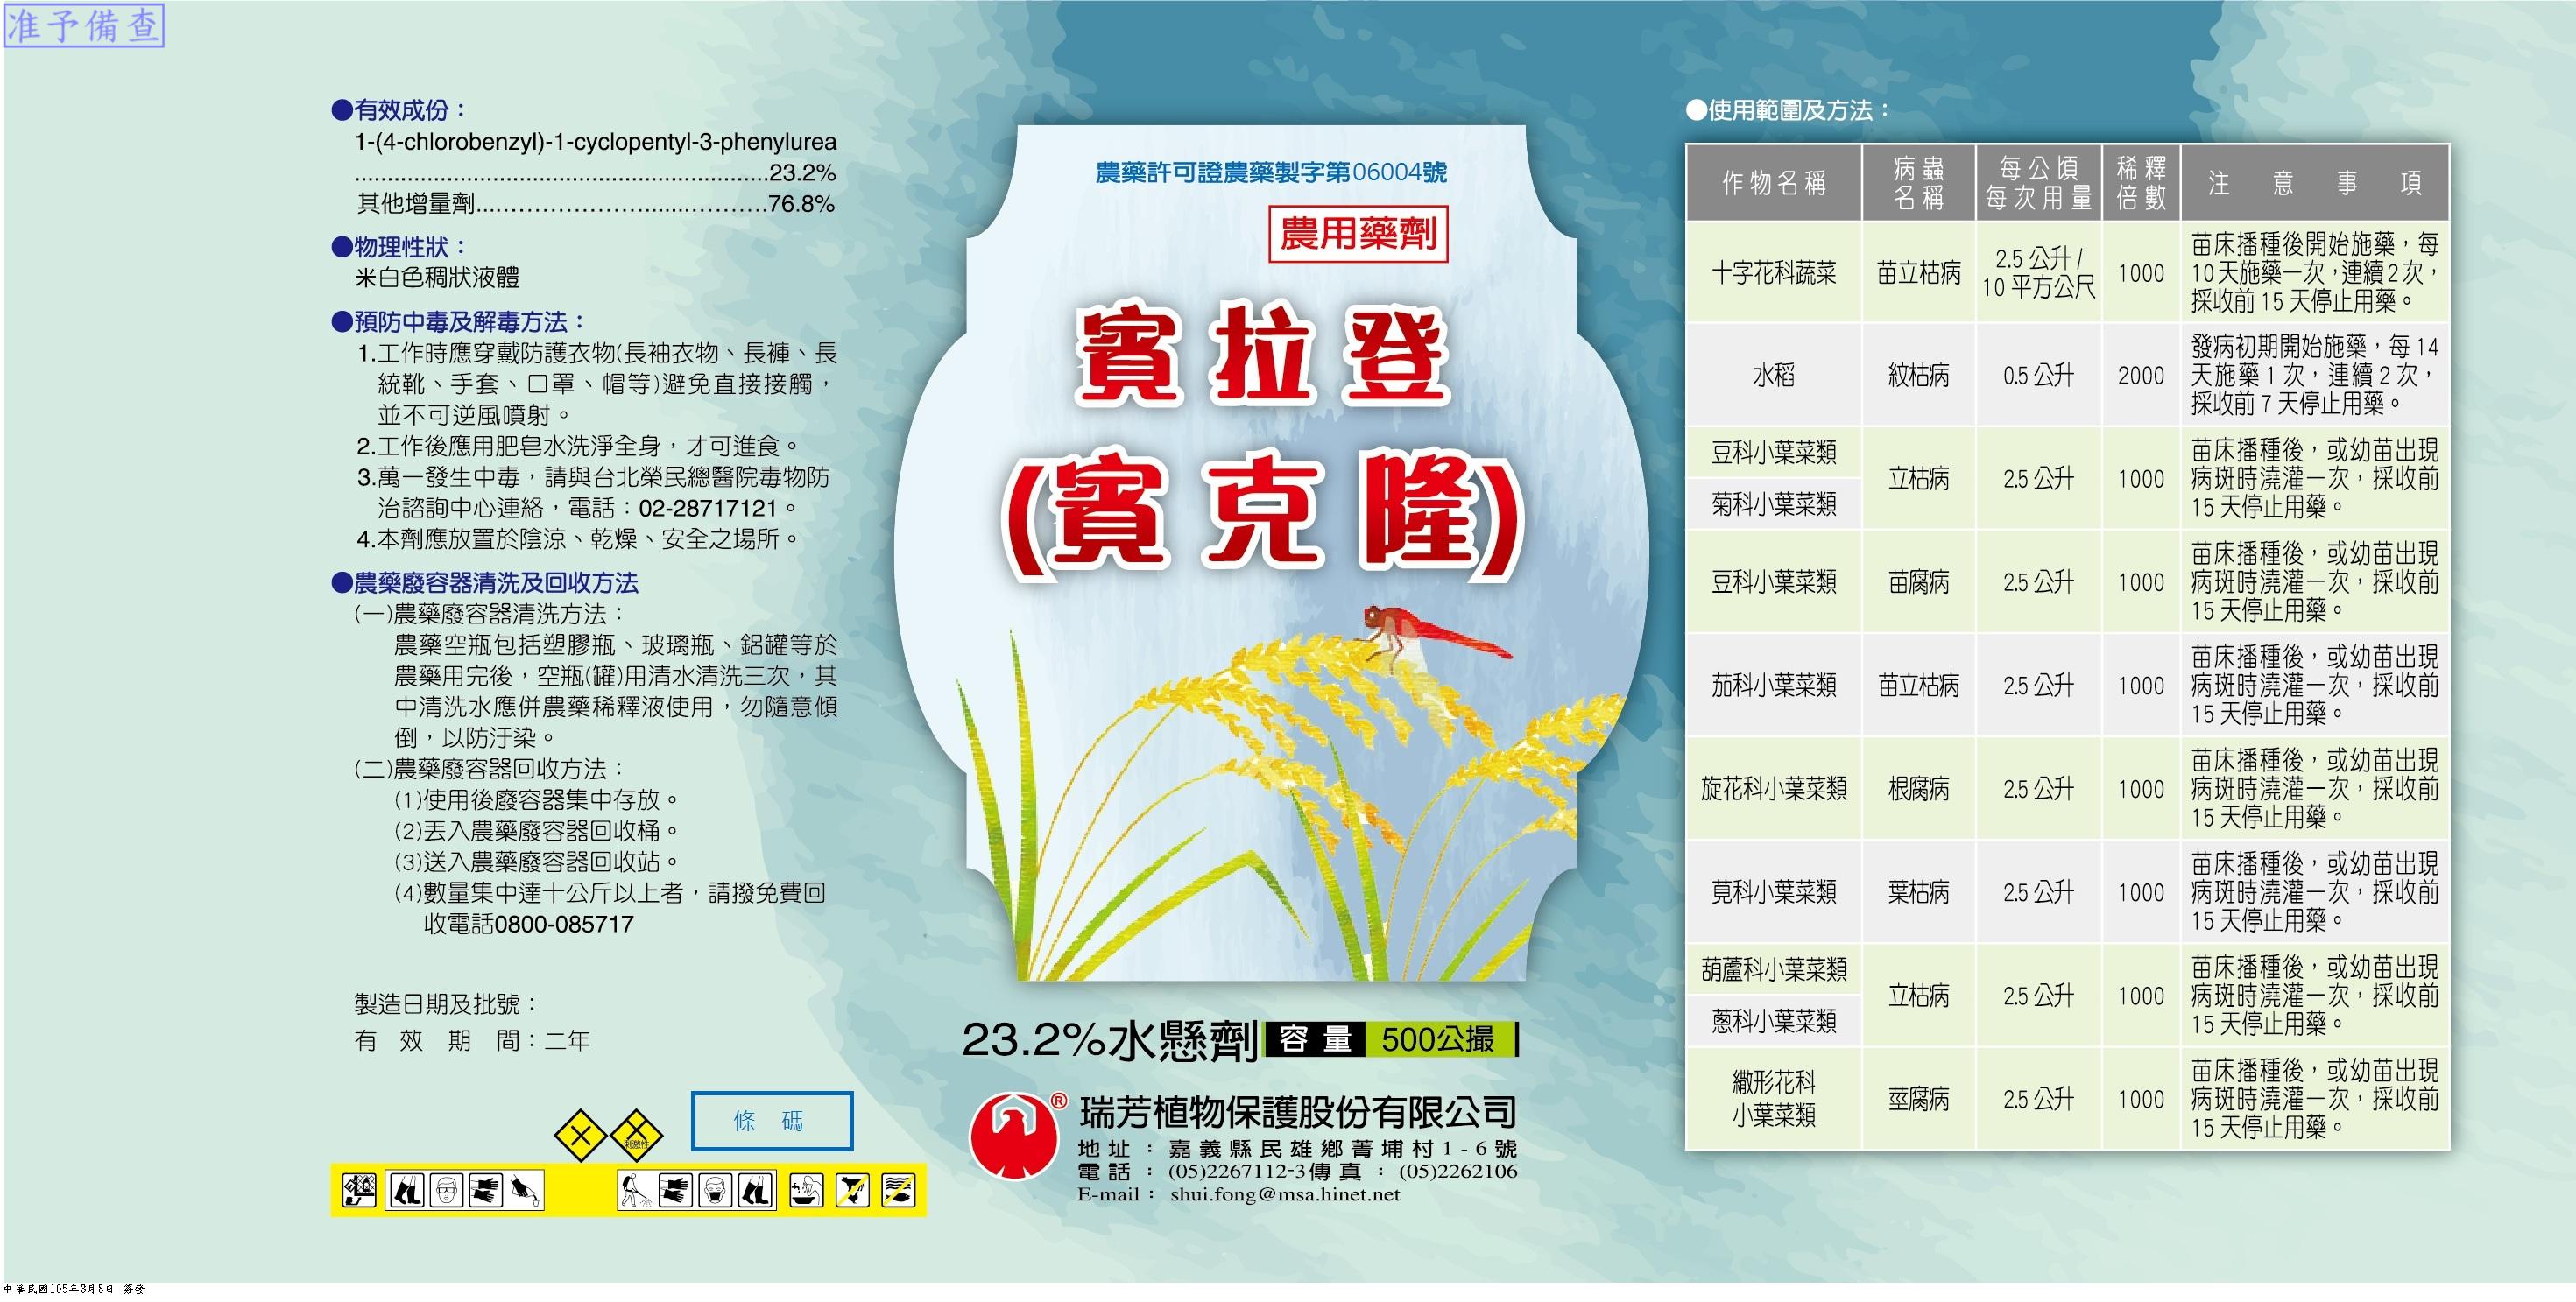 准予備查
●有效成份：
1-(4-chlorobenzyl)-1-cyclopentyl-3-phenylurea
...............................................................23.2%
其他增量劑.....…………………......………..76.8%
●物理性狀：
米白色稠狀液體
●預防中毒及解毒方法：
1.工作時應穿戴防護衣物(長袖衣物、長褲、長
統靴、手套、口罩、帽等)避免直接接觸，
並不可逆風噴射。
2.工作後應用肥皂水洗淨全身，才可進食。
3.萬一發生中毒，請與台北榮民總醫院毒物防
治諮詢中心連絡，電話：02-28717121。
4.本劑應放置於陰涼、乾燥、安全之場所。
●農藥廢容器清洗及回收方法
(一)農藥廢容器清洗方法：
農藥空瓶包括塑膠瓶、玻璃瓶、鋁罐等於
農藥用完後，空瓶(罐)用清水清洗三次，其
中清洗水應併農藥稀釋液使用，勿隨意傾
倒，以防汙染。
(二)農藥廢容器回收方法：
(1)使用後廢容器集中存放。
(2)丟入農藥廢容器回收桶。
(3)送入農藥廢容器回收站。
(4)數量集中達十公斤以上者，請撥免費回
收電話0800-085717
製造日期及批號：
有 效 期 間：二年
刺激性
條 碼
農藥許可證農藥製字第06004號
農用藥劑
賓拉登
(賓克隆)
23.2%水懸劑 容量 500公撮
®
瑞芳植物保護股份有限公司
地址：嘉義縣民雄鄉菁埔村1-6號
電話：(05)2267112-3傳真：(05)2262106
E-mail：shui.fong@msa.hinet.net
●使用範圍及方法：
作物名稱 病蟲名稱 每公頃每次用量 稀釋倍數 注意事項
十字花科蔬菜 苗立枯病 2.5 公升 / 10 平方公尺 1000
苗床播種後開始施藥，每
10天施藥一次，連續2次，
採收前 15 天停止用藥。
水稻 紋枯病 0.5 公升 2000
發病初期開始施藥，每 14
天施藥 1 次，連續 2 次，
採收前 7 天停止用藥。
豆科小葉菜類
菊科小葉菜類
立枯病 2.5 公升 1000
苗床播種後，或幼苗出現
病斑時澆灌一次，採收前
15 天停止用藥。
豆科小葉菜類 苗腐病 2.5 公升 1000
苗床播種後，或幼苗出現
病斑時澆灌一次，採收前
15 天停止用藥。
茄科小葉菜類 苗立枯病 2.5 公升 1000
苗床播種後，或幼苗出現
病斑時澆灌一次，採收前
15 天停止用藥。
旋花科小葉菜類 根腐病 2.5 公升 1000
苗床播種後，或幼苗出現
病斑時澆灌一次，採收前
15 天停止用藥。
莧科小葉菜類 葉枯病 2.5 公升 1000
苗床播種後，或幼苗出現
病斑時澆灌一次，採收前
15 天停止用藥。
葫蘆科小葉菜類
蔥科小葉菜類
立枯病 2.5 公升 1000
苗床播種後，或幼苗出現
病斑時澆灌一次，採收前
15 天停止用藥。
繖形花科
小葉菜類
莖腐病 2.5 公升 1000
苗床播種後，或幼苗出現
病斑時澆灌一次，採收前
15 天停止用藥。
中華民國105年3月8日 簽發